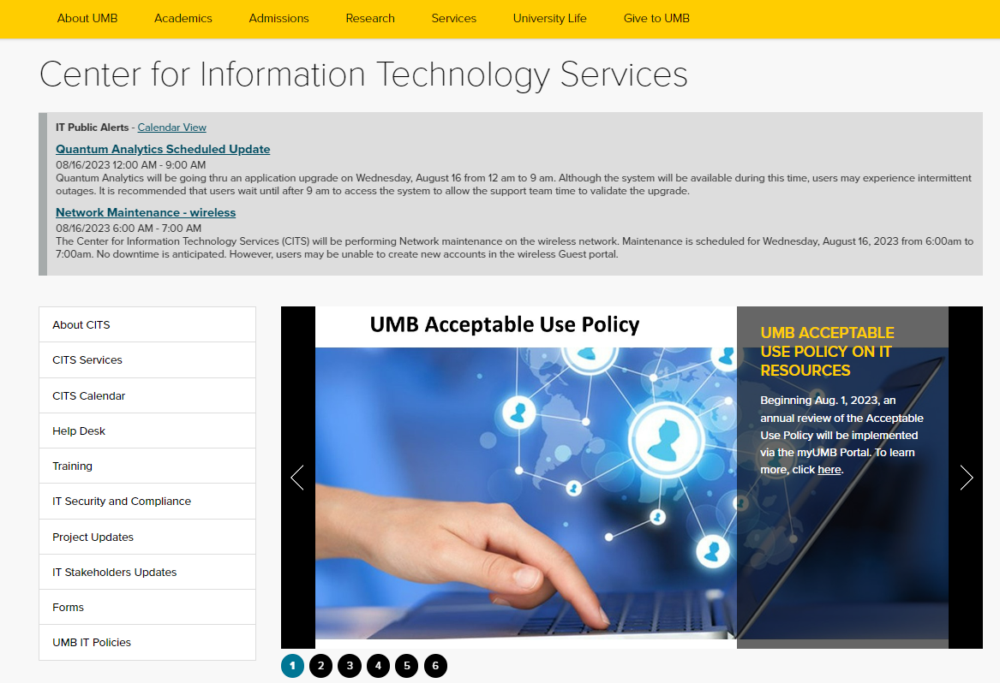 About UMB Academics Admissions Research Services University Life Give to UMB
Center for Information Technology Services
IT Public Alerts - Calendar View
Quantum Analytics Scheduled Update
08/16/2023 12:00 AM - 9:00 AM
Quantum Analytics will be going thru an application upgrade on Wednesday, August 16 from 12 am to 9 am. Although the system will be available during this time, users may experience intermittent
outages. It is recommended that users wait until after 9 am to access the system to allow the support team time to validate the upgrade.
Network Maintenance - wireless
08/16/2023 6:00 AM - 7:00 AM
The Center for Information Technology Services (CITS) will be performing Network maintenance on the wireless network. Maintenance is scheduled for Wednesday, August 16, 2023 from 6:00am to
7:00am. No downtime is anticipated. However, users may be unable to create new accounts in the wireless Guest portal.
About CITS
CITS Services
CITS Calendar
Help Desk
Training
IT Security and Compliance
Project Updates
IT Stakeholders Updates
Forms
UMB IT Policies
UMB Acceptable Use Policy
UMB ACCEPTABLE
USE POLICY ON IT
RESOURCES
Beginning Aug. 1, 2023, an
annual review of the Acceptable
Use Policy will be implemented
via the myUMB Portal. To learn
more, click here.
1 2 3 4 5 6